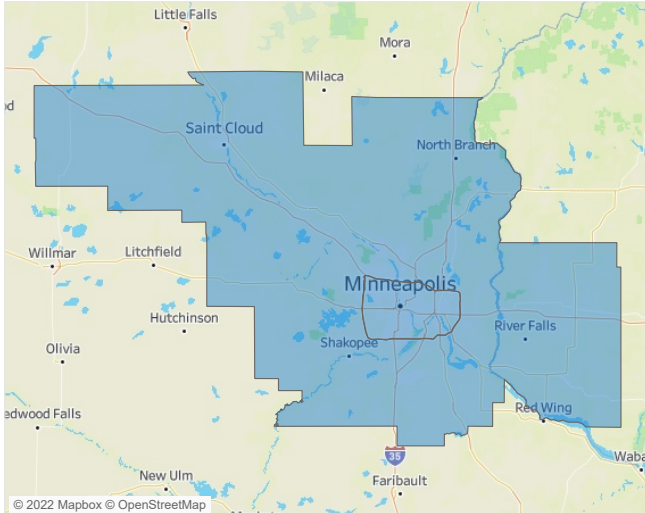 Little Falls
Mora
Milaca
od
Saint Cloud
North Branch
Willmar
Litchfield
Minneapolis
Hutchinson
River Falls
Shakopee
Olivia
edwood Falls
Red Wing
35
Waba
New Ulm
Faribault
© 2022 Mapbox © OpenStreetMap